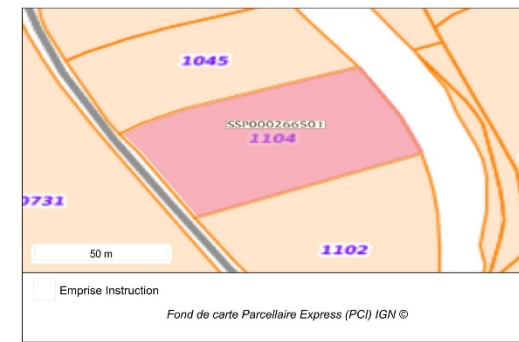 1045
SSP000266501
1104
0731
50 m
1102
Emprise Instruction
Fond de carte Parcellaire Express (PCI) IGN ©